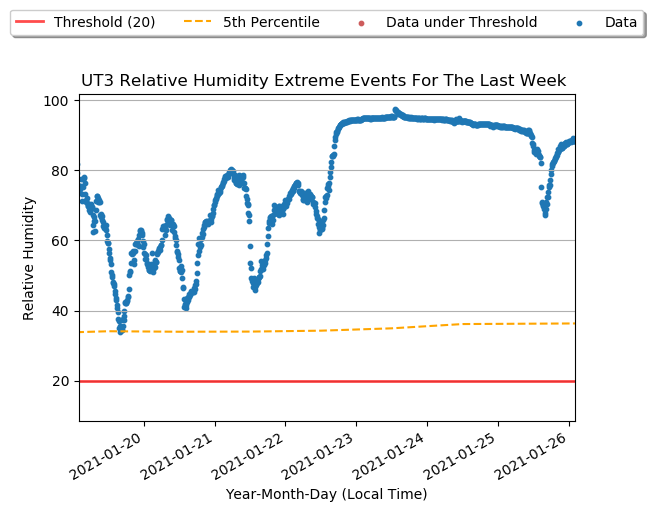 Threshold (20) 5th Percentile Data under Threshold Data
UT3 Relative Humidity Extreme Events For The Last Week
100
80
60
40
20
Relative Humidity
2021-01-20 2021-01-21 2021-01-22 2021-01-23 2021-01-24 2021-01-25 2021-01-26
Year-Month-Day (Local Time)